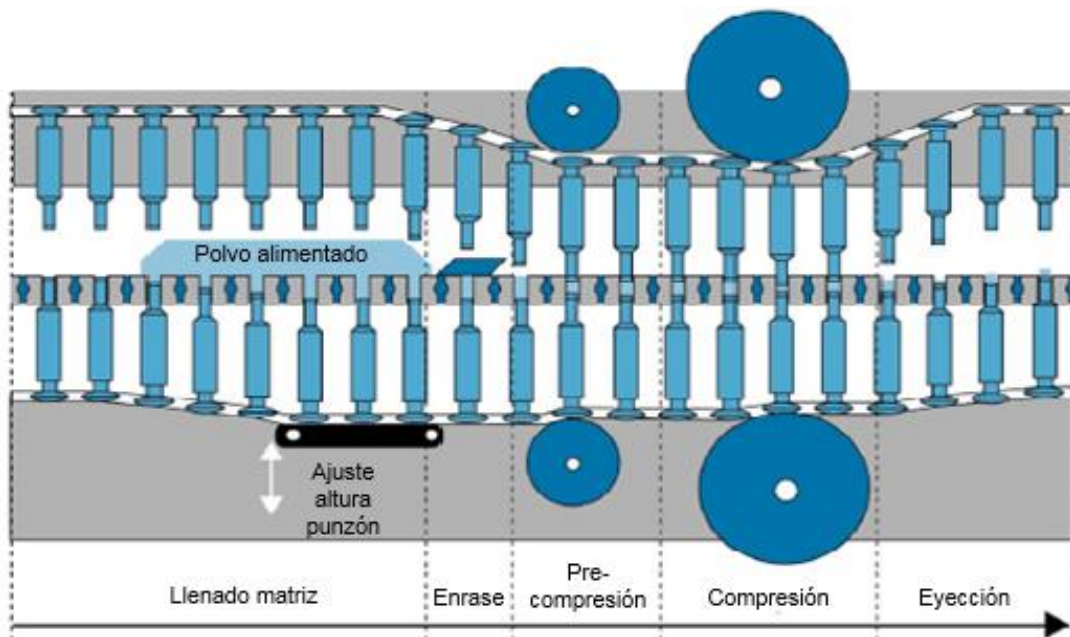 Polvo alimentado
Ajuste
altura
punzón
Llenado matriz
Enrase
Pre-
compresión
Compresión
Eyección